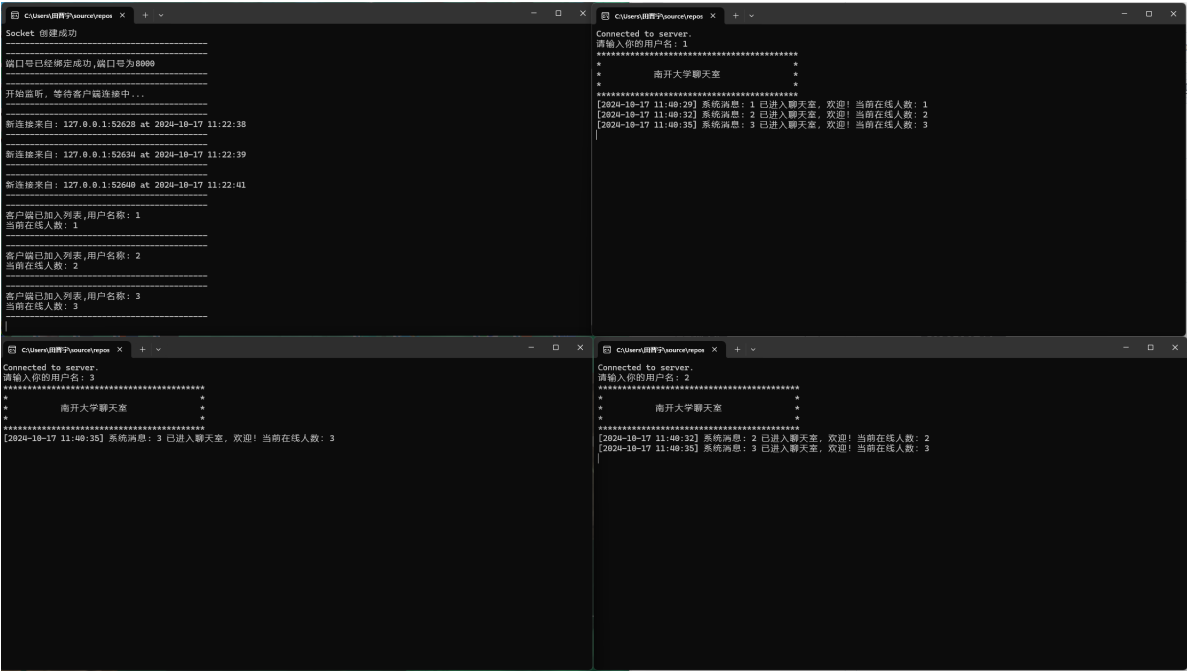 C:\Users\田晋宇\source\repos
Socket 创建成功
------------------------------------------
------------------------------------------
端口号已经绑定成功,端口号为8000
------------------------------------------
------------------------------------------
开始监听, 等待客户端连接中...
------------------------------------------
------------------------------------------
新连接来自: 127.0.0.1:52628 at 2024-10-17 11:22:38
------------------------------------------
------------------------------------------
新连接来自: 127.0.0.1:52634 at 2024-10-17 11:22:39
------------------------------------------
------------------------------------------
新连接来自: 127.0.0.1:52640 at 2024-10-17 11:22:41
------------------------------------------
------------------------------------------
客户端已加入列表,用户名称: 1
当前在线人数: 1
------------------------------------------
------------------------------------------
客户端已加入列表,用户名称: 2
当前在线人数: 2
------------------------------------------
------------------------------------------
客户端已加入列表,用户名称: 3
当前在线人数: 3
------------------------------------------
C:\Users\田晋宇\source\repos
Connected to server.
请输入你的用户名: 1
******************************************
* *
* 南开大学聊天室 *
* *
******************************************
[2024-10-17 11:40:29] 系统消息: 1 已进入聊天室, 欢迎! 当前在线人数: 1
[2024-10-17 11:40:32] 系统消息: 2 已进入聊天室, 欢迎! 当前在线人数: 2
[2024-10-17 11:40:35] 系统消息: 3 已进入聊天室, 欢迎! 当前在线人数: 3
C:\Users\田晋宇\source\repos
Connected to server.
请输入你的用户名: 3
******************************************
* *
* 南开大学聊天室 *
* *
******************************************
[2024-10-17 11:40:35] 系统消息: 3 已进入聊天室, 欢迎! 当前在线人数: 3
C:\Users\田晋宇\source\repos
Connected to server.
请输入你的用户名: 2
******************************************
* *
* 南开大学聊天室 *
* *
******************************************
[2024-10-17 11:40:32] 系统消息: 2 已进入聊天室, 欢迎! 当前在线人数: 2
[2024-10-17 11:40:35] 系统消息: 3 已进入聊天室, 欢迎! 当前在线人数: 3